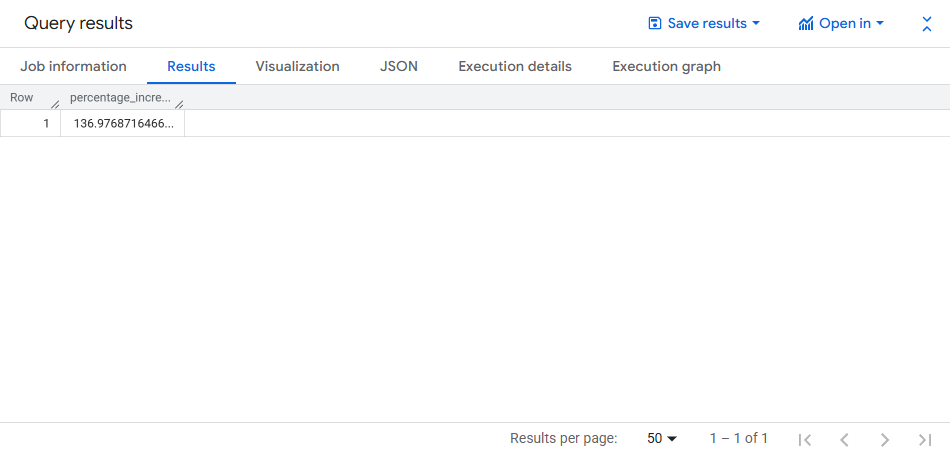 Query results Save results Open in
Job information Results Visualization JSON Execution details Execution graph
Row percentage_incre...
1 136.9768716466...
Results per page: 50 1 – 1 of 1